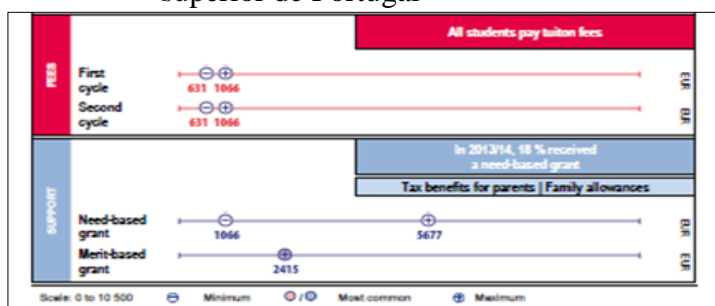 superior de Portugal
All students pay tuiton fees
FEES
First
cycle
631 1066
EUR
Second
cycle
631 1066
EUR
In 2013/14, 18 % received
a need-based grant
Tax benefits for parents | Family allowances
SUPPORT
Need-based
grant
1066
5677
EUR
Merit-based
grant
2415
EUR
Scale: 0 to 10 500 Minimum / Most common Maximum